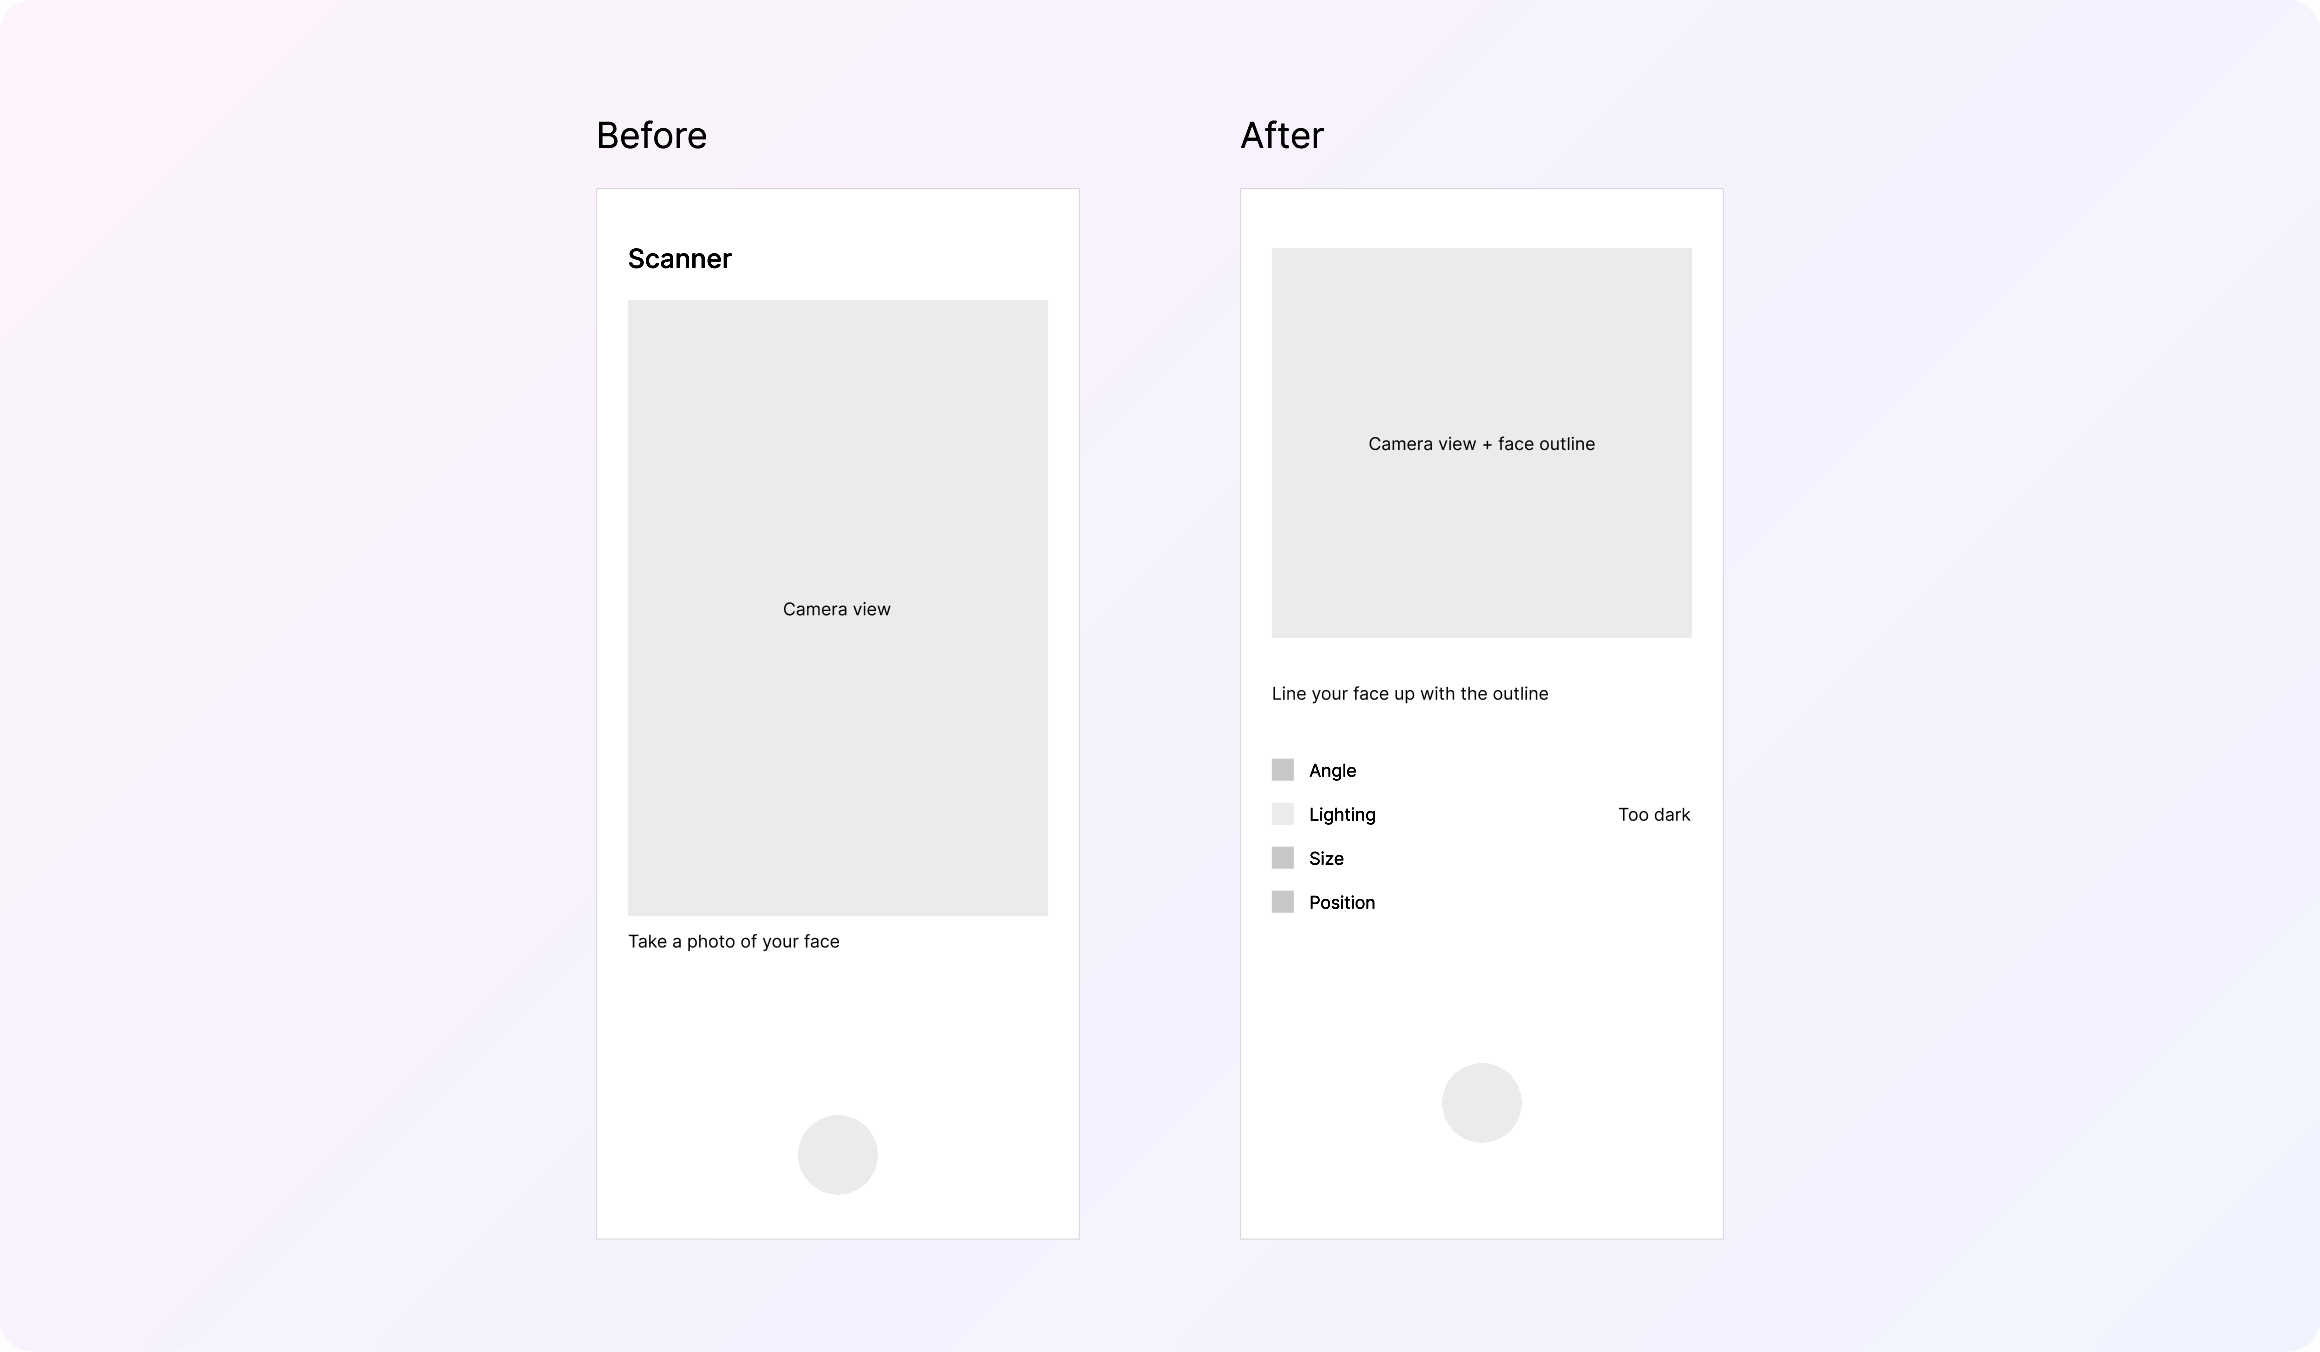 Before
Scanner
Camera view
Take a photo of your face
After
Camera view + face outline
Line your face up with the outline
Angle
Lighting
Too dark
Size
Position